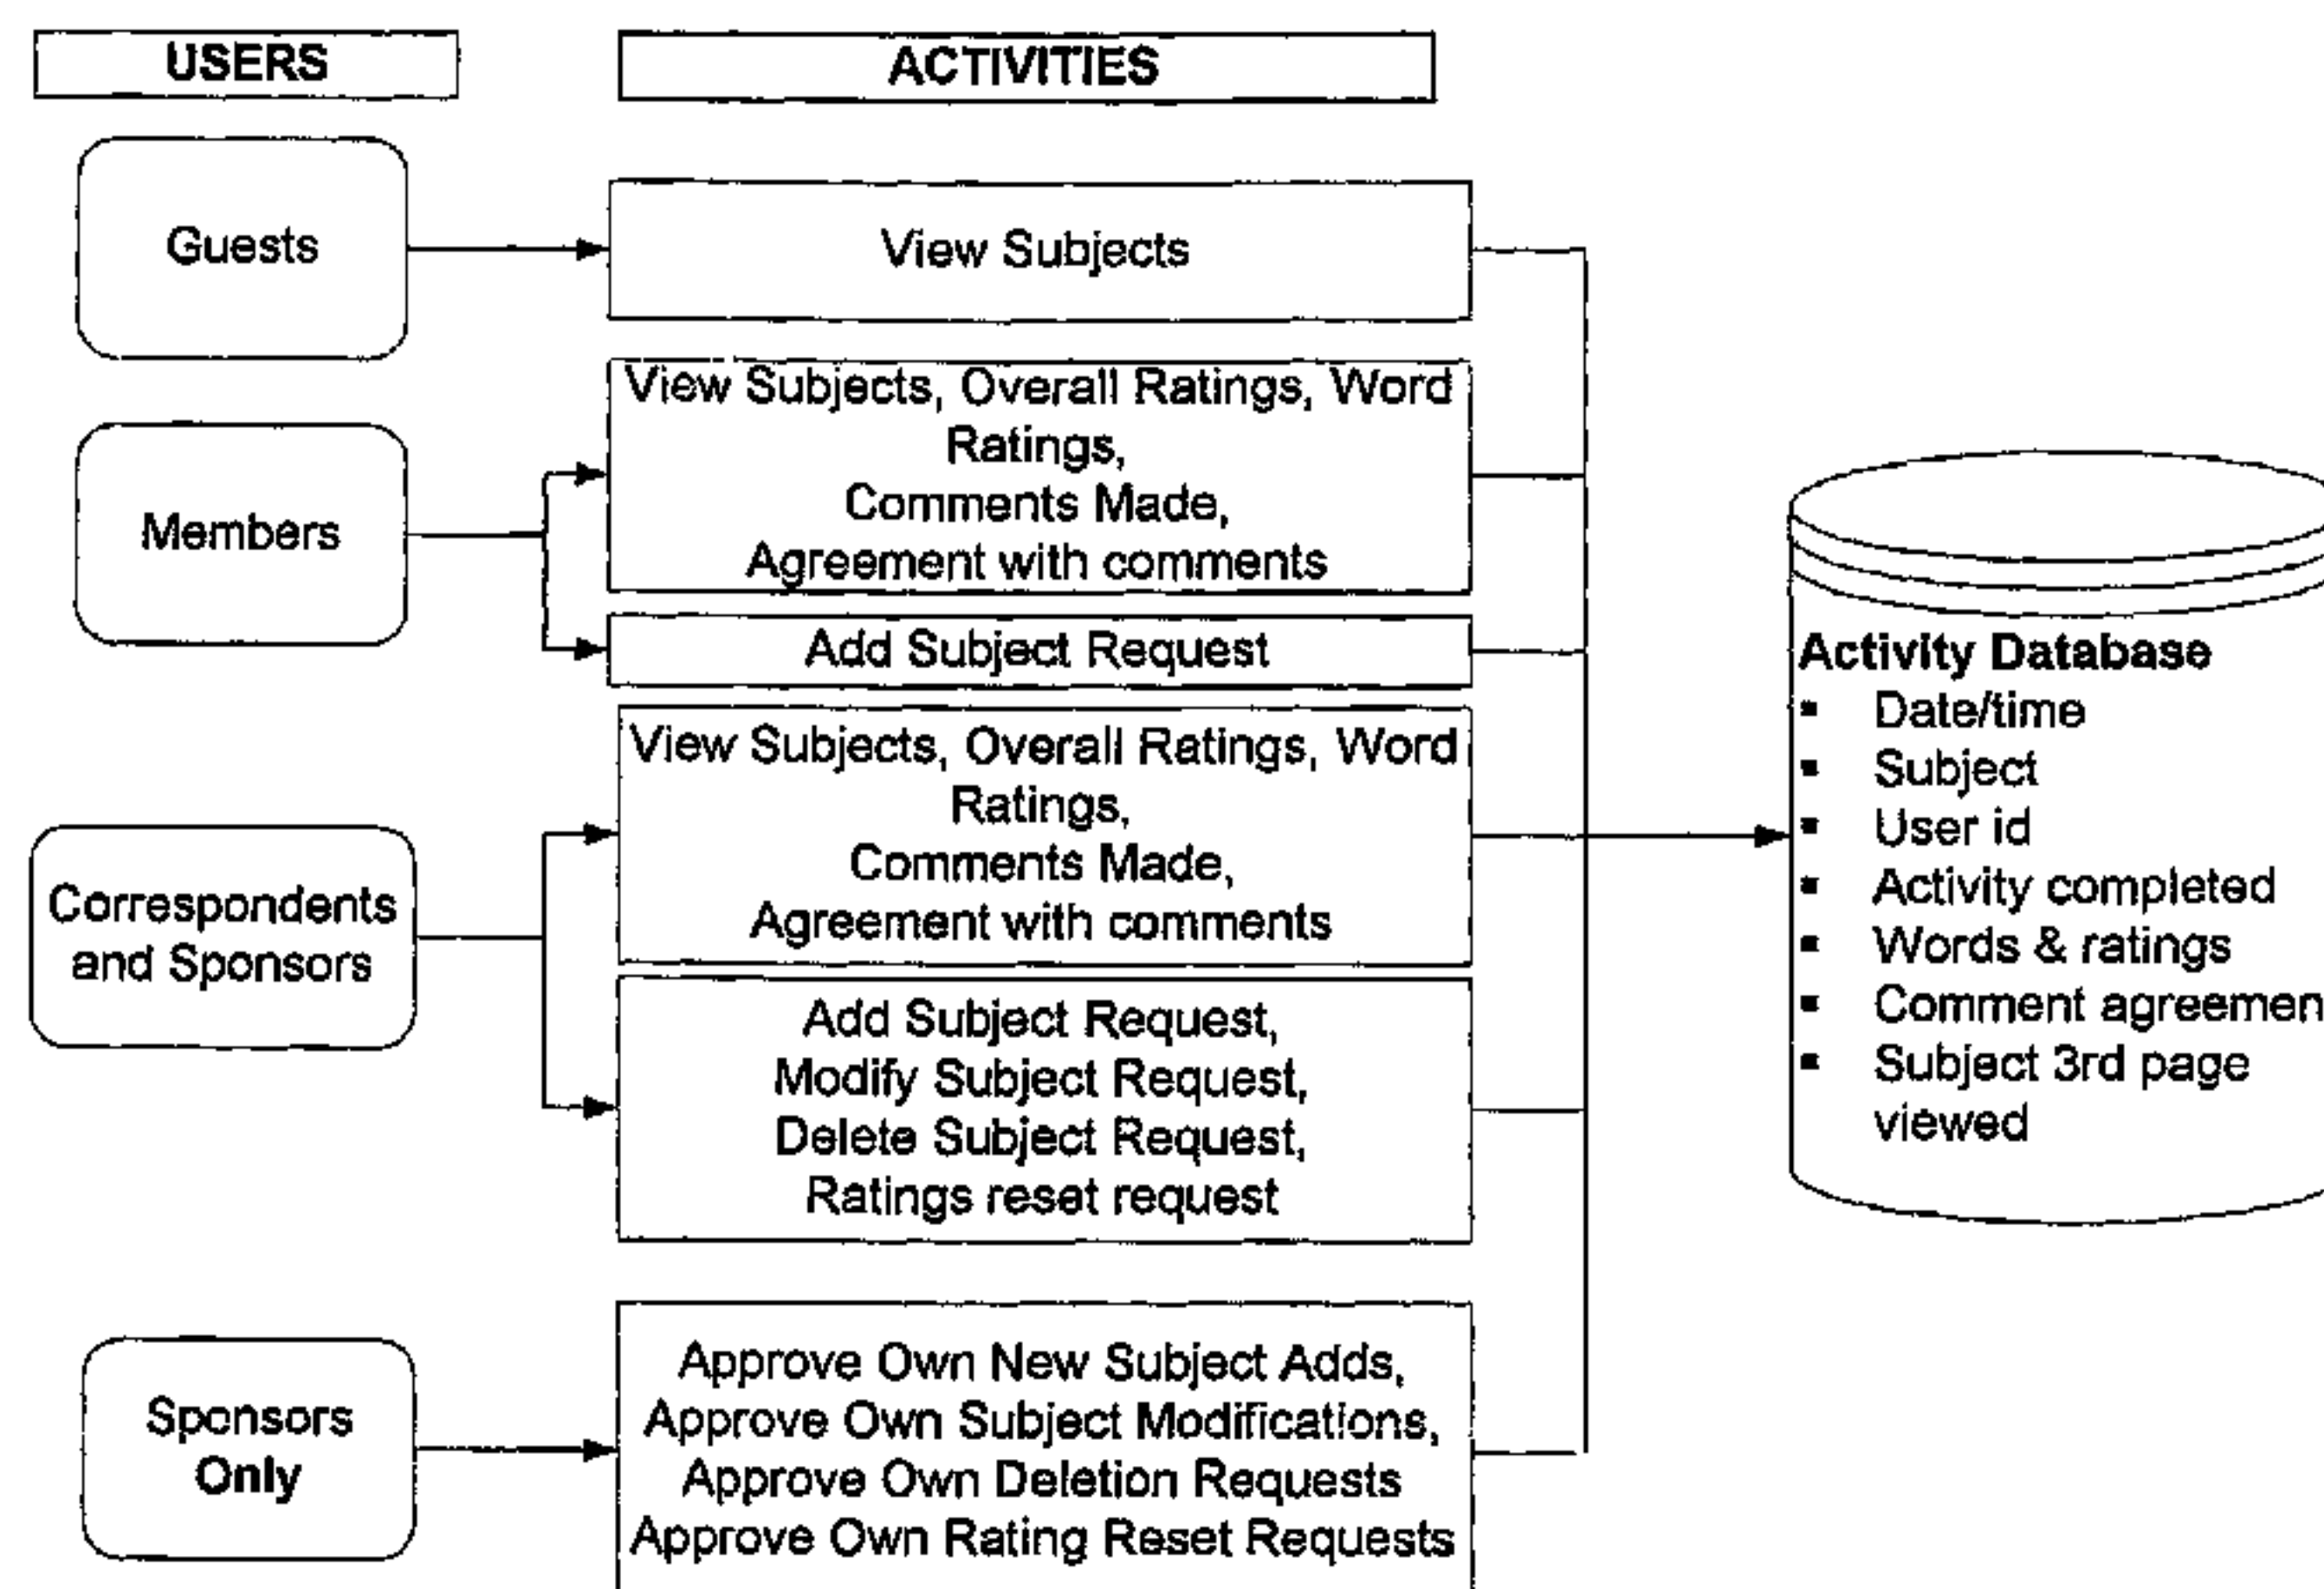 USERS
ACTIVITIES
Guests
View Subjects
Members
View Subjects, Overall Ratings, Word
Ratings,
Comments Made,
Agreement with comments
Add Subject Request
Correspondents
and Sponsors
View Subjects, Overall Ratings, Word
Ratings,
Comments Made,
Agreement with comments
Add Subject Request,
Modify Subject Request,
Delete Subject Request,
Ratings reset request
Sponsors
Only
Approve Own New Subject Adds,
Approve Own Subject Modifications,
Approve Own Deletion Requests
Approve Own Rating Reset Requests
Activity Database
▪ Date/time
▪ Subject
▪ User id
▪ Activity completed
▪ Words & ratings
▪ Comment agreemen
▪ Subject 3rd page
viewed